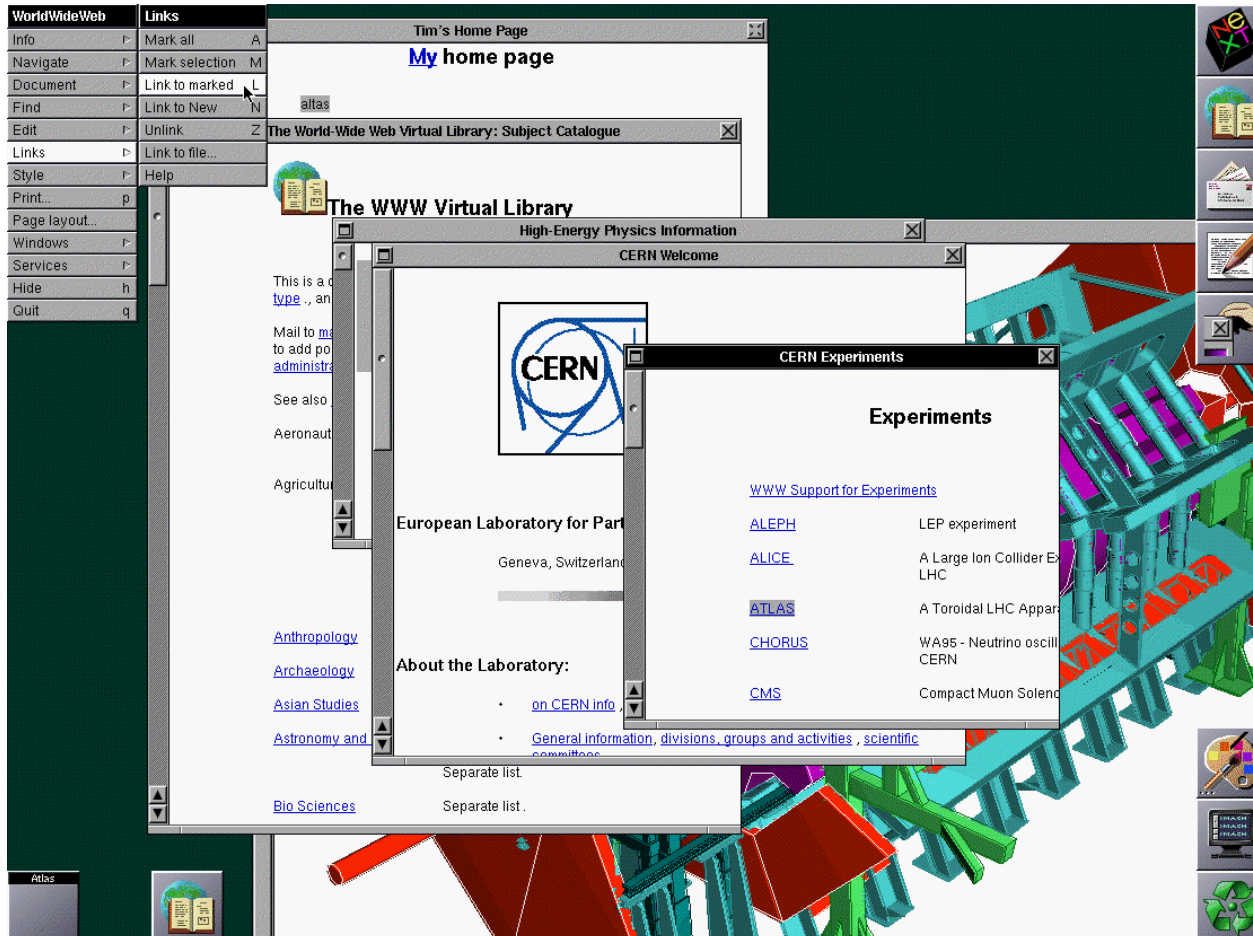 WorldWideWeb
Info
Navigate
Document
Find
Edit
Links
Style
Print... p
Page layout...
Windows
Services
Hide h
Quit q
Links
Mark all A
Mark selection M
Link to marked L
Link to New N
Unlink Z
Link to file...
Help
Tim's Home Page
My home page
altas
The World-Wide Web Virtual Library: Subject Catalogue
The WWW Virtual Library
This is a
type ., an
Mail to
to add po
administra
See also
Aeronaut
Agricultu
Anthropology
Archaeology
Asian Studies
Astronomy and
Separate list.
Bio Sciences Separate list .
High-Energy Physics Information
CERN Welcome
CERN
European Laboratory for Part
Geneva, Switzerland
About the Laboratory:
• on CERN info ,
• General information, divisions, groups and activities , scientific
committees
CERN Experiments
Experiments
WWW Support for Experiments
ALEPH LEP experiment
ALICE A Large Ion Collider Ex
LHC
ATLAS A Toroidal LHC Appar
CHORUS WA95 - Neutrino oscill
CERN
CMS Compact Muon Solenc
NeXT
Atlas